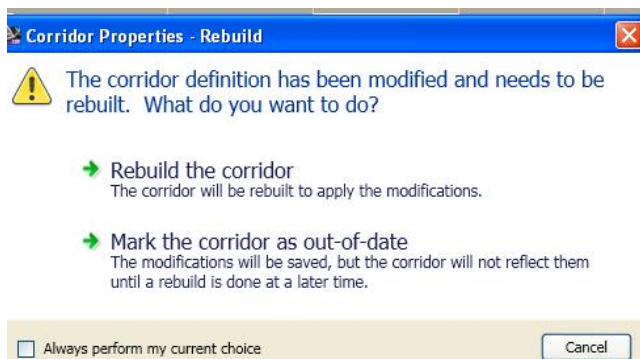 Corridor Properties - Rebuild
The corridor definition has been modified and needs to be
rebuilt. What do you want to do?
Rebuild the corridor
The corridor will be rebuilt to apply the modifications.
Mark the corridor as out-of-date
The modifications will be saved, but the corridor will not reflect them
until a rebuild is done at a later time.
Always perform my current choice
Cancel